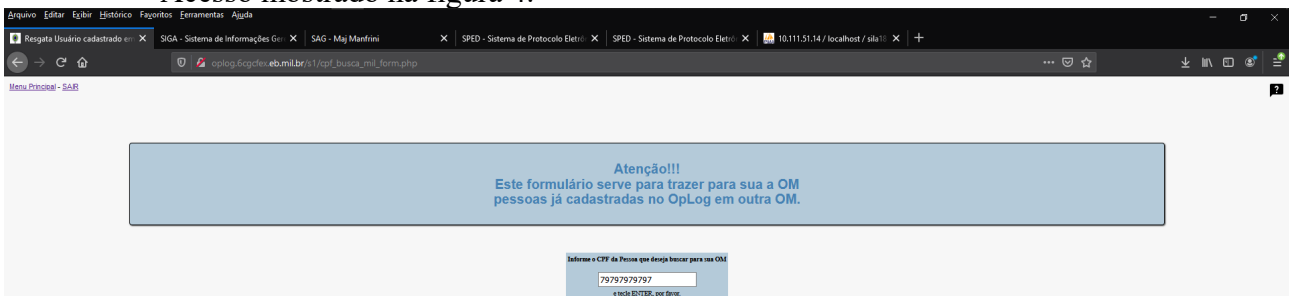 Acesso mostrado na figura 4.
Arquivo Editar Exibir Histórico Favoritos Ferramentas Ajuda
Resgata Usuário cadastrado em SIGA - Sistema de Informações Ger SAG - Maj Manfrini SPED - Sistema de Protocolo Eletrô SPED - Sistema de Protocolo Eletrô 10.111.51.14 / localhost / sila18
oplog.6cgcfex.eb.mil.br/s1/cpf_busca_mil_form.php
Menu Principal - SAIR
Atenção!!!
Este formulário serve para trazer para sua a OM
pessoas já cadastradas no OpLog em outra OM.
Informe o CPF da Pessoa que deseja buscar para sua OM
79797979797
e tecle ENTER, por favor.